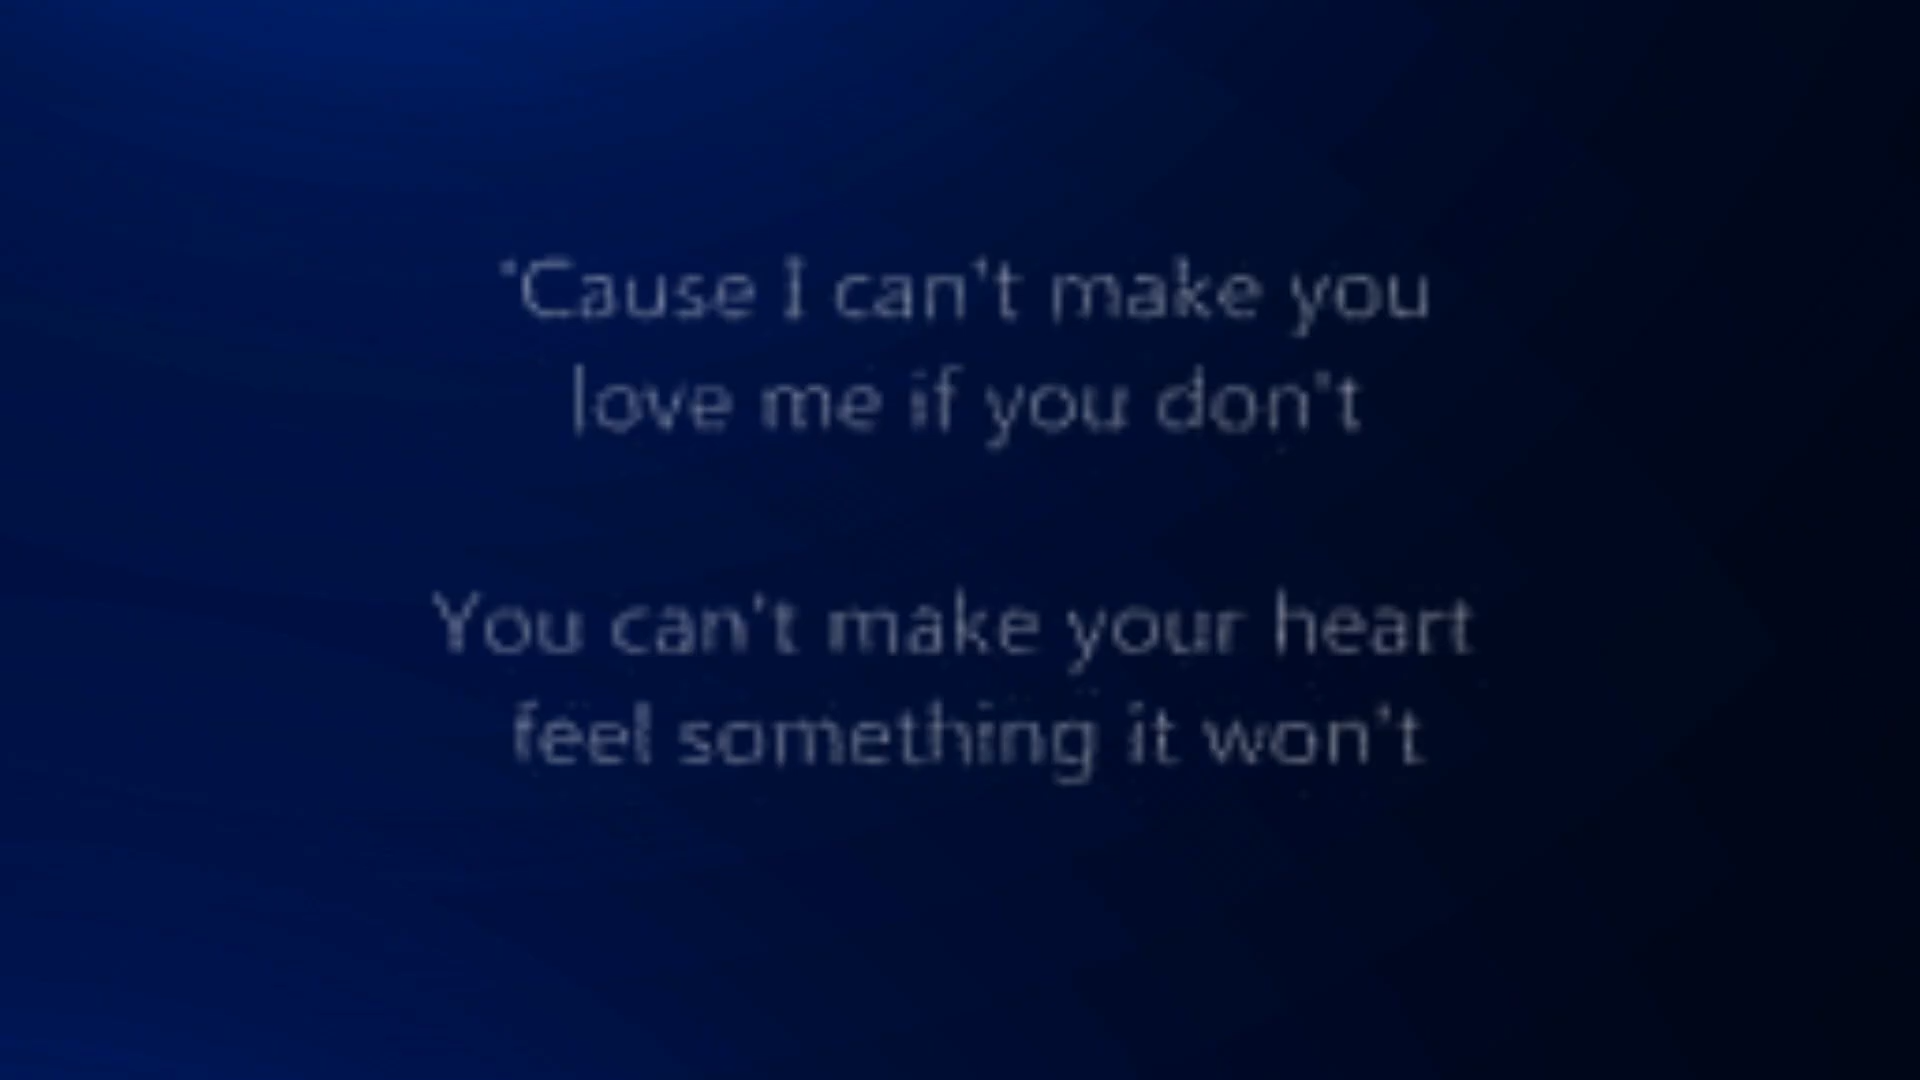 'Cause I can't make you
love me if you don't
You can't make your heart
feel something it won't